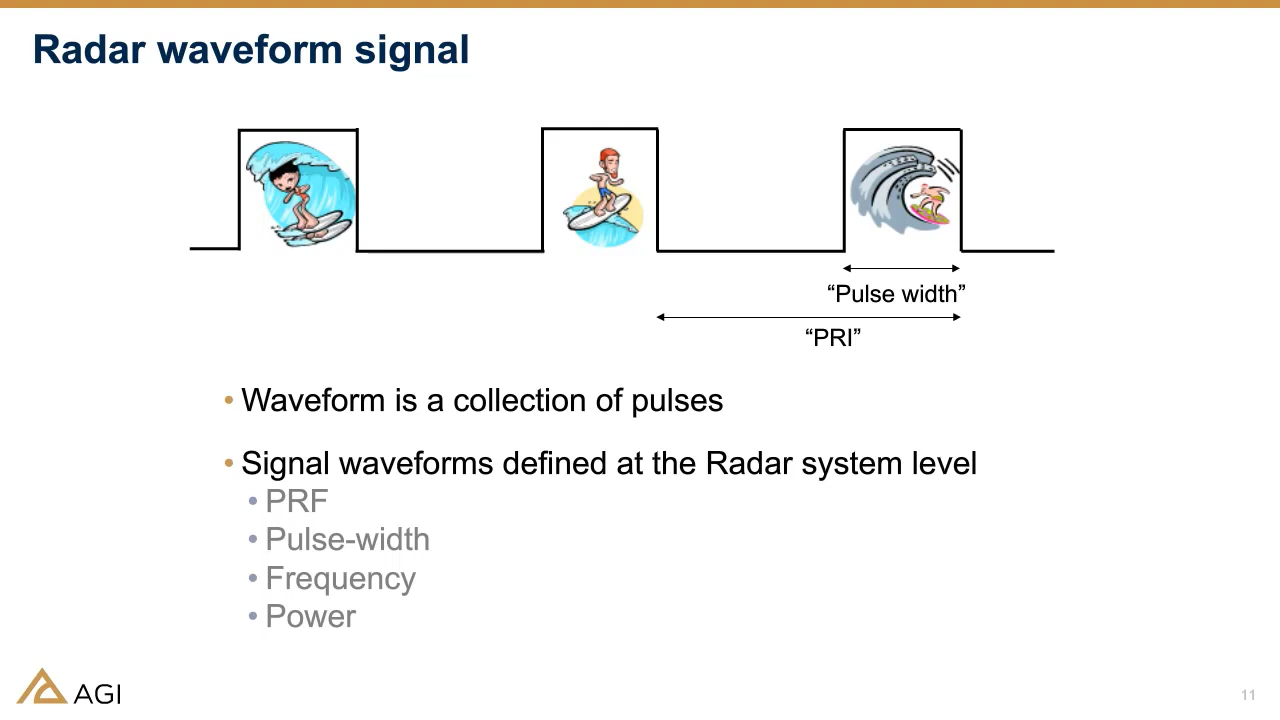 Radar waveform signal
“Pulse width”
“PRI”
• Waveform is a collection of pulses
• Signal waveforms defined at the Radar system level
• PRF
• Pulse-width
• Frequency
• Power
AGI
11